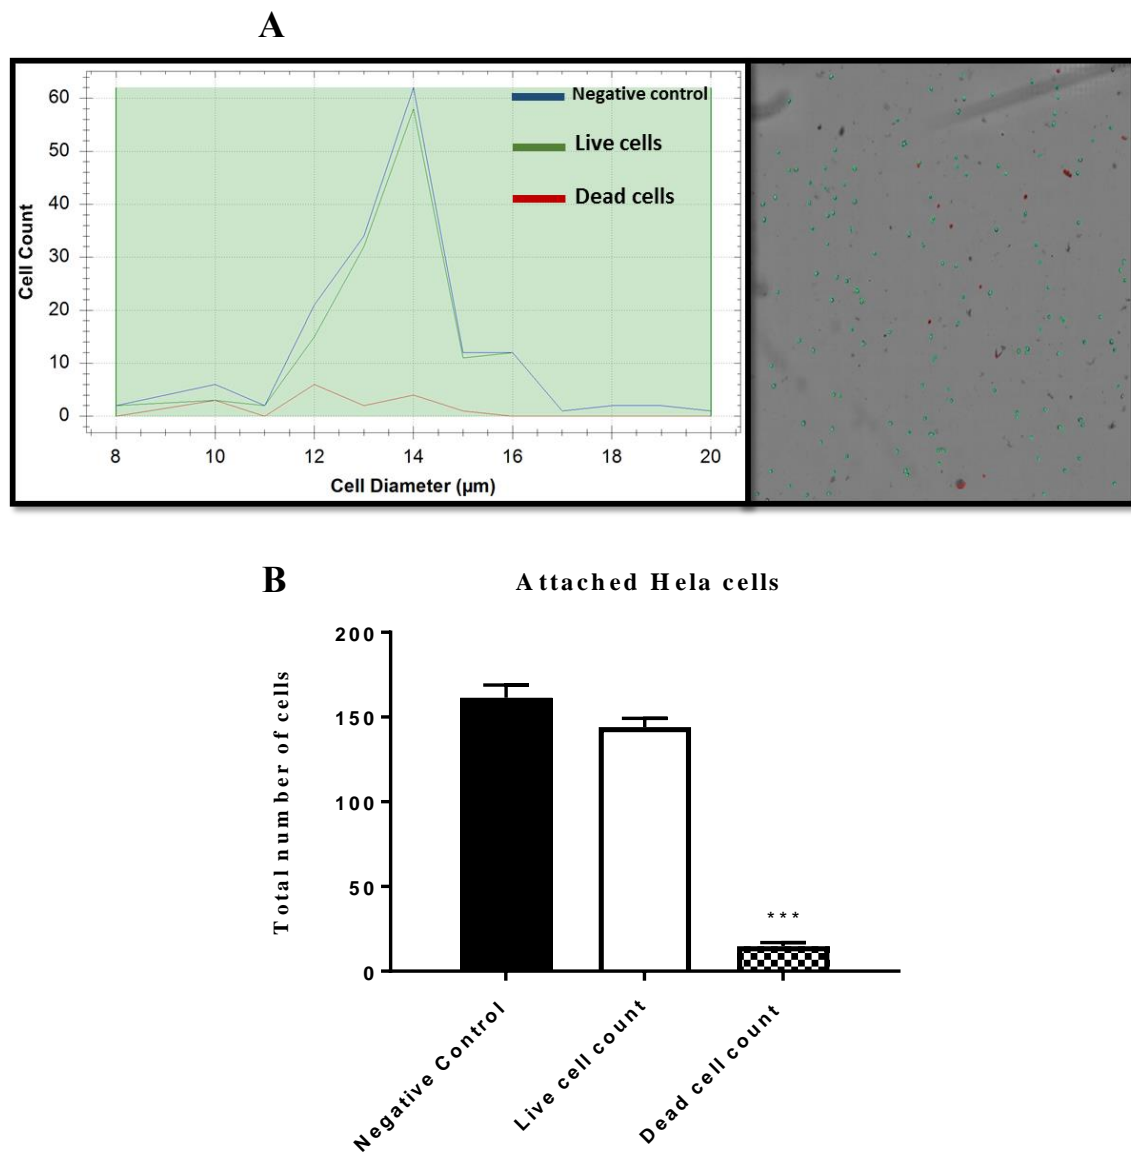 A
60
50
40
30
20
10
0
Cell Count
Negative control
Live cells
Dead cells
8 10 12 14 16 18 20
Cell Diameter (µm)
B
Attached Hela cells
200
150
100
50
0
Total number of cells
***
Negative Control
Live cell count
Dead cell count